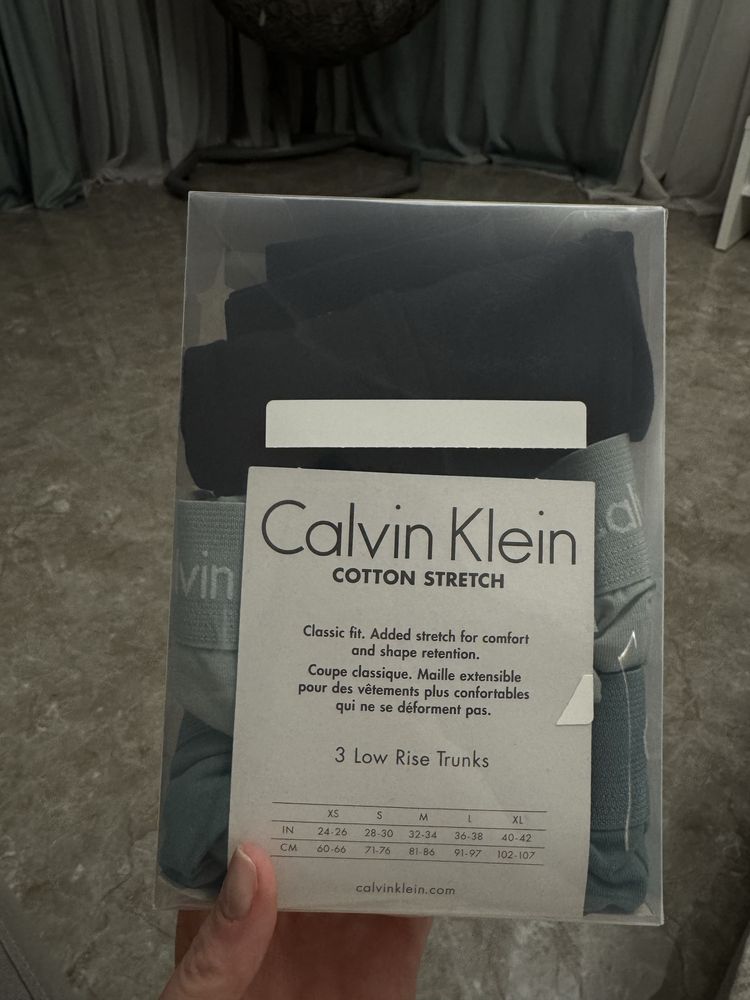 Calvin Klein
COTTON STRETCH
Classic fit. Added stretch for comfort
and shape retention.
Coupe classique. Maille extensible
pour des vêtements plus confortables
qui ne se déforment pas.
3 Low Rise Trunks
XS S M L XL
IN 24-26 28-30 32-34 36-38 40-42
CM 60-66 71-76 81-86 91-97 102-107
calvinklein.com
vin
Cal